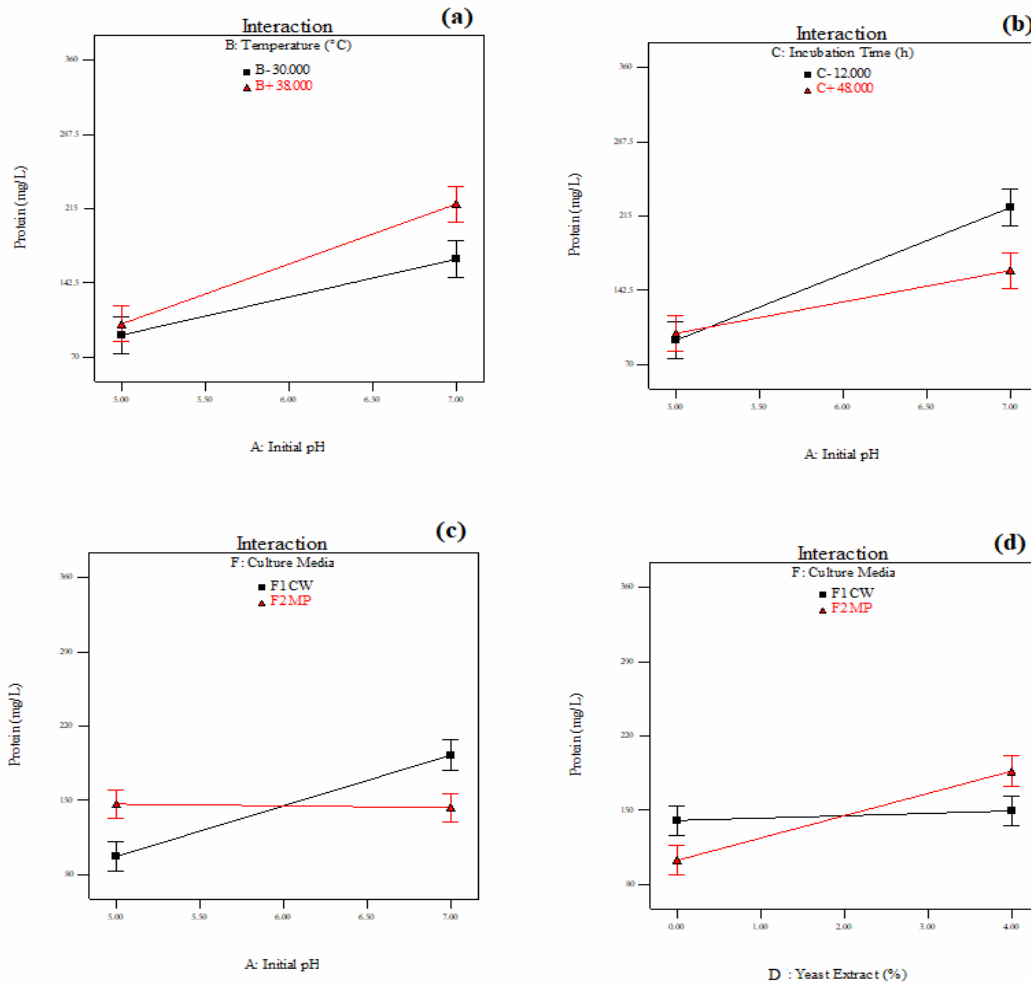 (a)
Interaction
B: Temperature (°C)
B- 30.000
B+ 38.000
360
287.5
215
142.5
70
Protein (mg/L)
5.00 5.50 6.00 6.50 7.00
A: Initial pH
(b)
Interaction
C: Incubation Time (h)
C- 12.000
C+ 48.000
360
287.5
215
142.5
70
Protein (mg/L)
5.00 5.50 6.00 6.50 7.00
A: Initial pH
(c)
Interaction
F: Culture Media
F1 CW
F2 MP
360
290
220
150
80
Protein (mg/L)
5.00 5.50 6.00 6.50 7.00
A: Initial pH
(d)
Interaction
F: Culture Media
F1 CW
F2 MP
360
290
220
150
80
Protein (mg/L)
0.00 1.00 2.00 3.00 4.00
D : Yeast Extract (%)